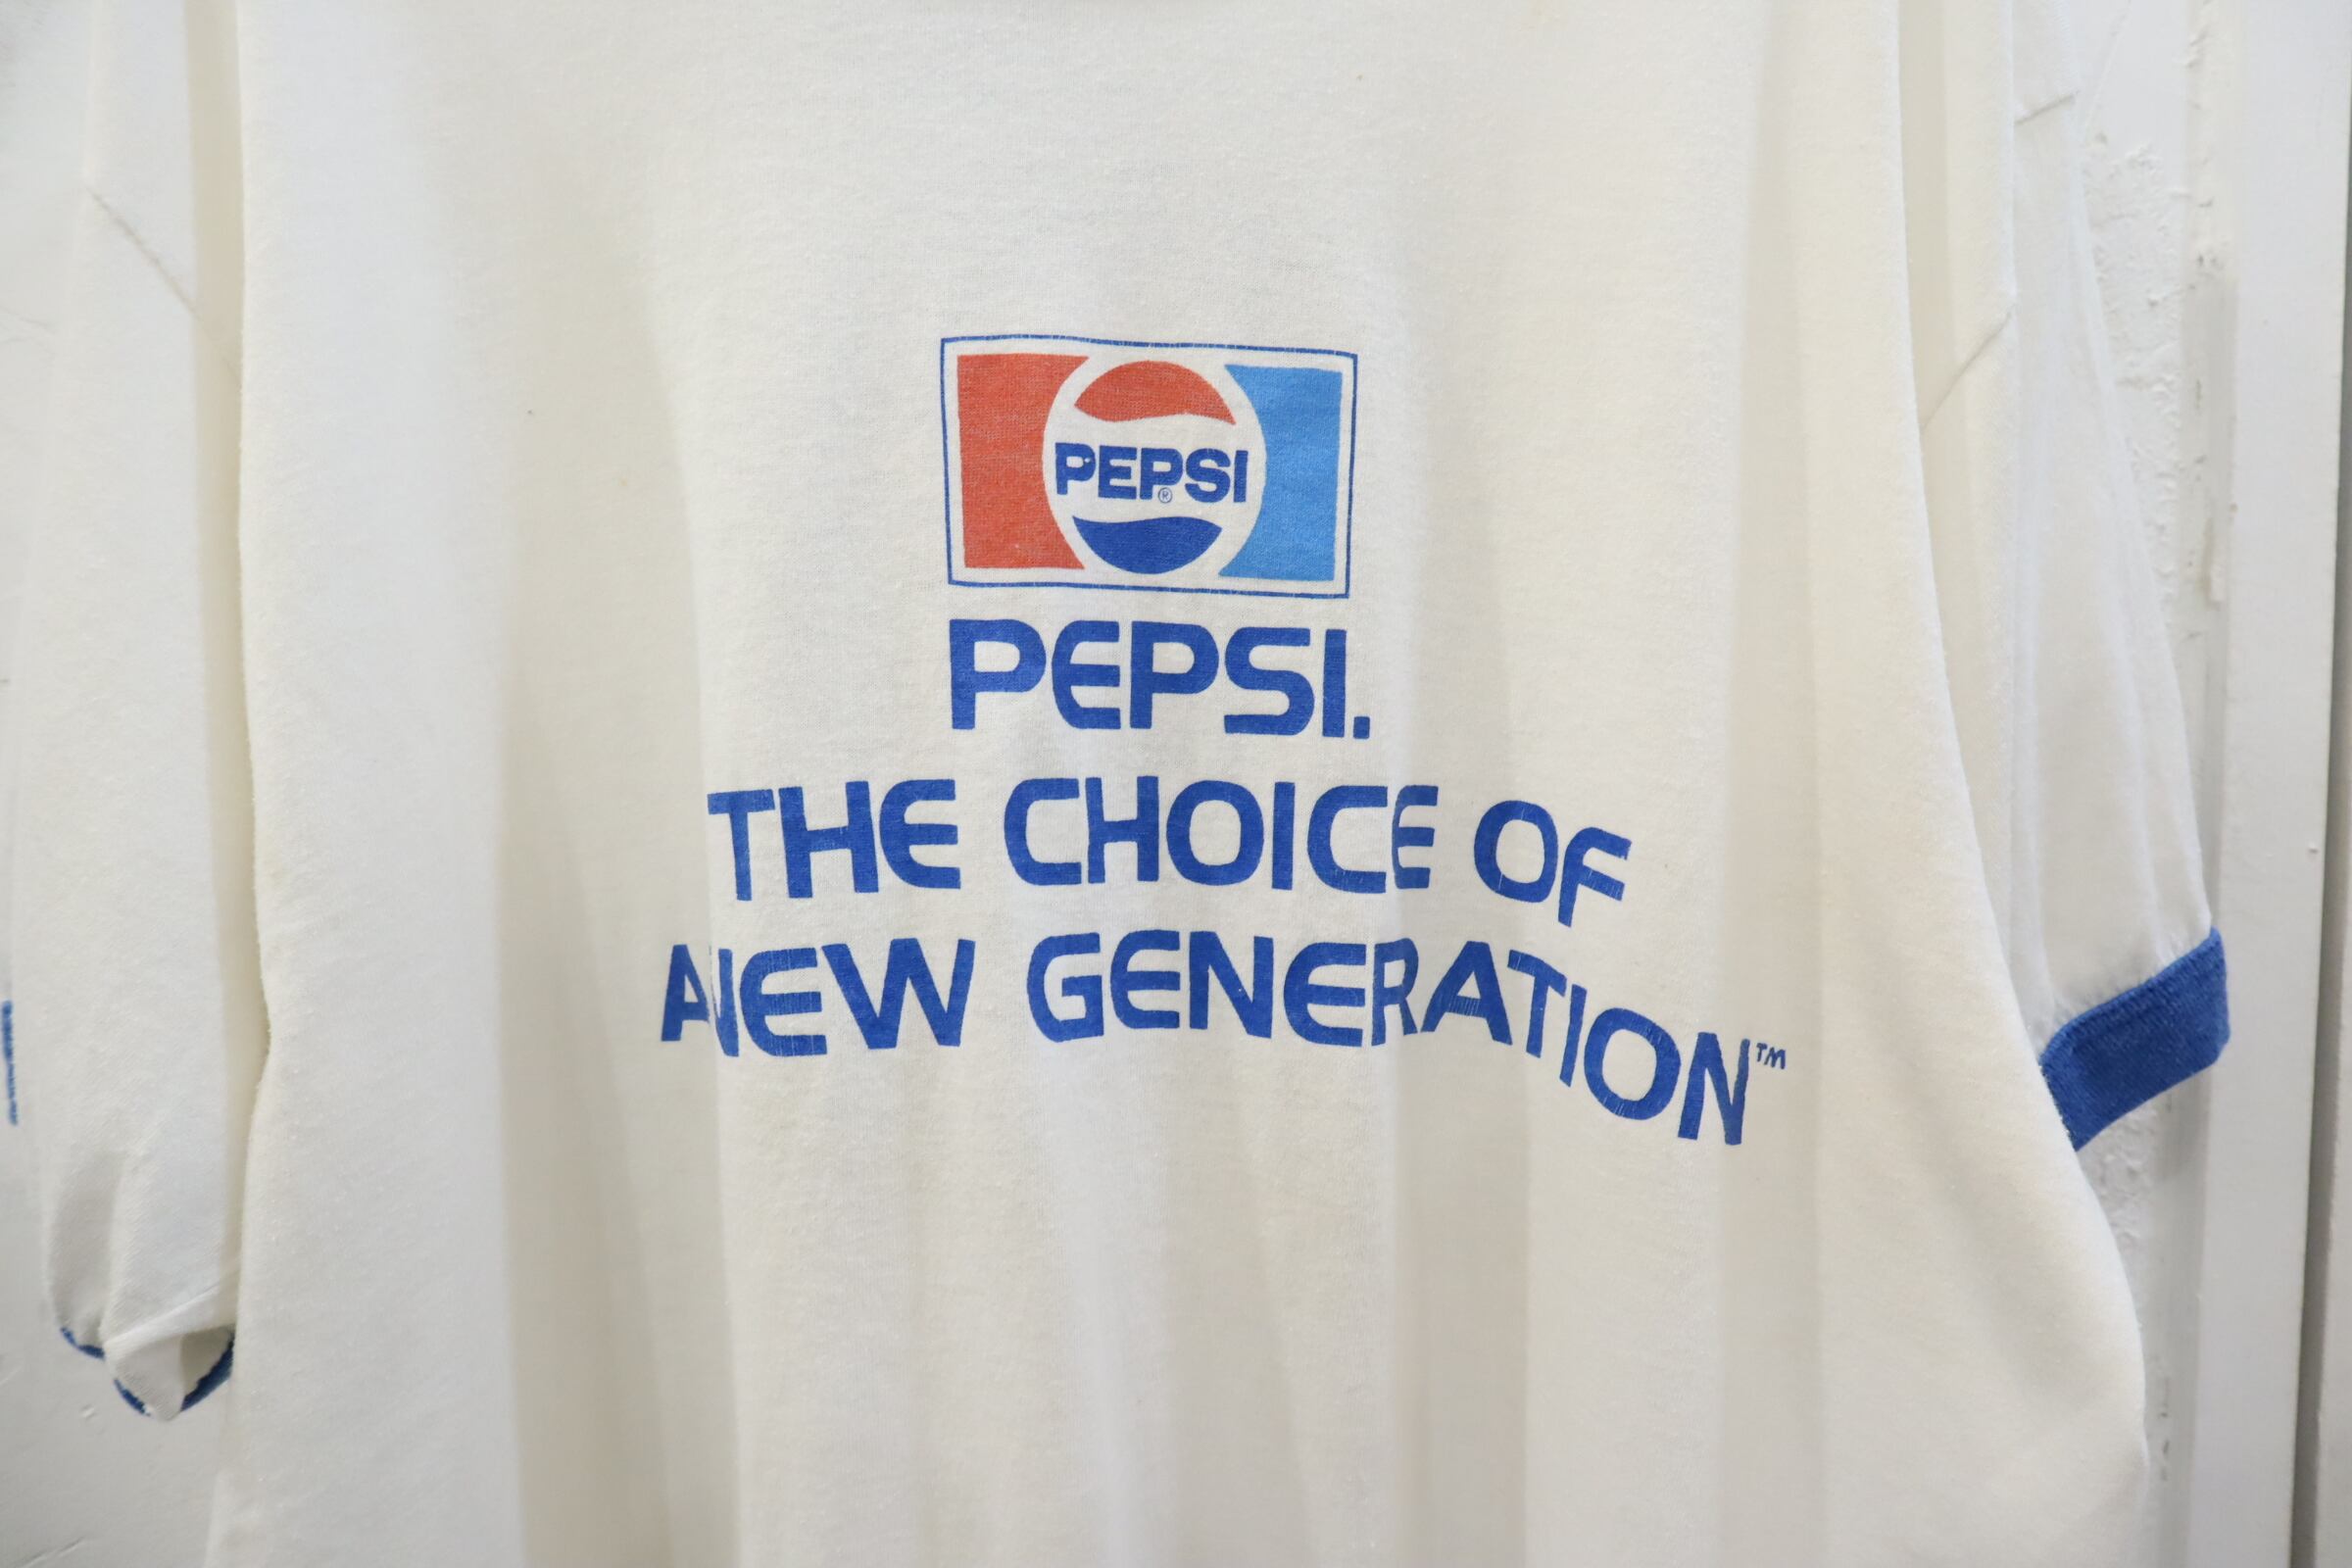 PEPSI®
PEPSI.
THE CHOICE OF
A NEW GENERATION™